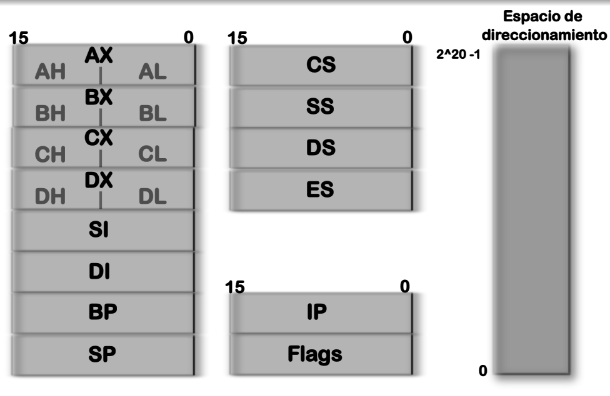 15 0
AX
AH AL
BX
BH BL
CX
CH CL
DX
DH DL
SI
DI
BP
SP
15 0
CS
SS
DS
ES
15 0
IP
Flags
Espacio de
direccionamiento
2^20 -1
0